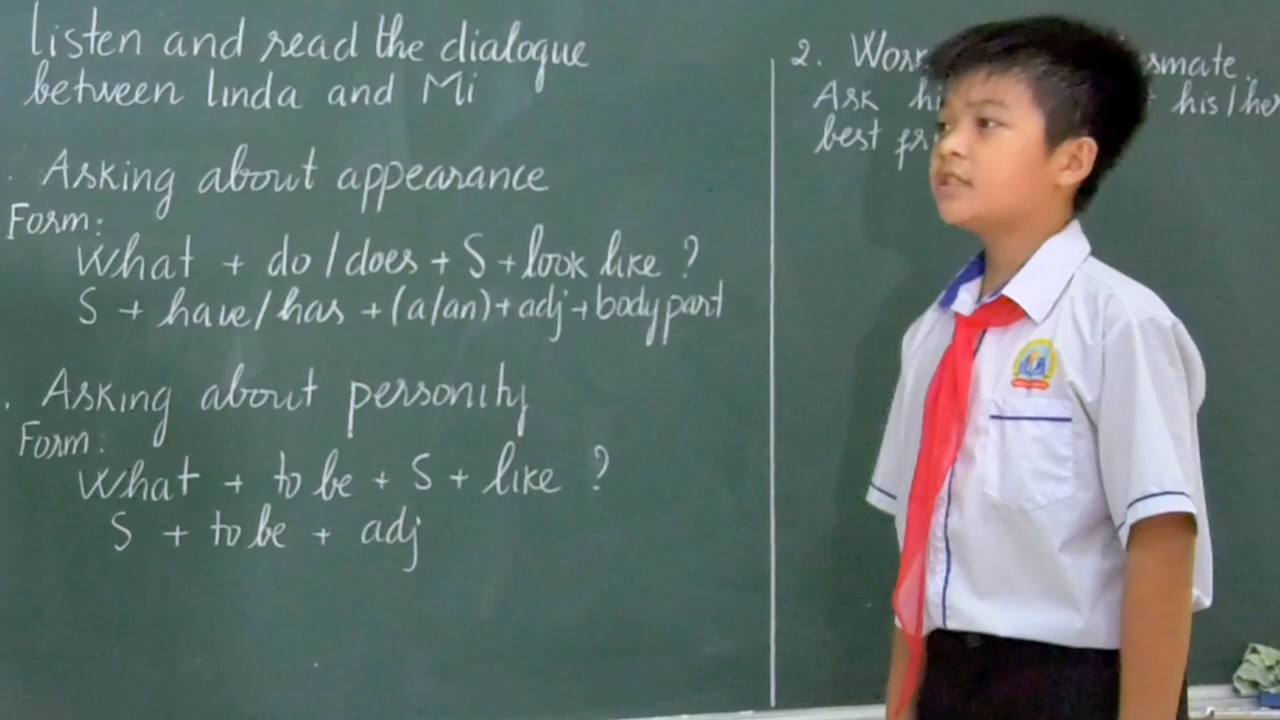 listen and read the dialogue
between linda and Mi
. Asking about appearance
Form:
What + do / does + S + look like ?
S + have / has + (a/an) + adj + body part
. Asking about personity
Form:
What + to be + S + like ?
S + to be + adj
2. Work smate.
Ask his / her
best